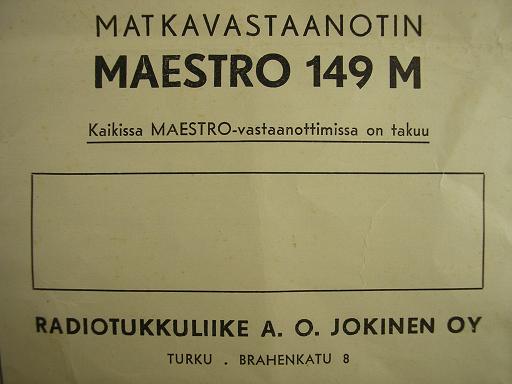 MATKAVASTAANOTIN
MAESTRO 149 M
Kaikissa MAESTRO-vastaanottimissa on takuu
RADIOTUKKULIIKE A. O. JOKINEN OY
TURKU . BRAHENKATU 8